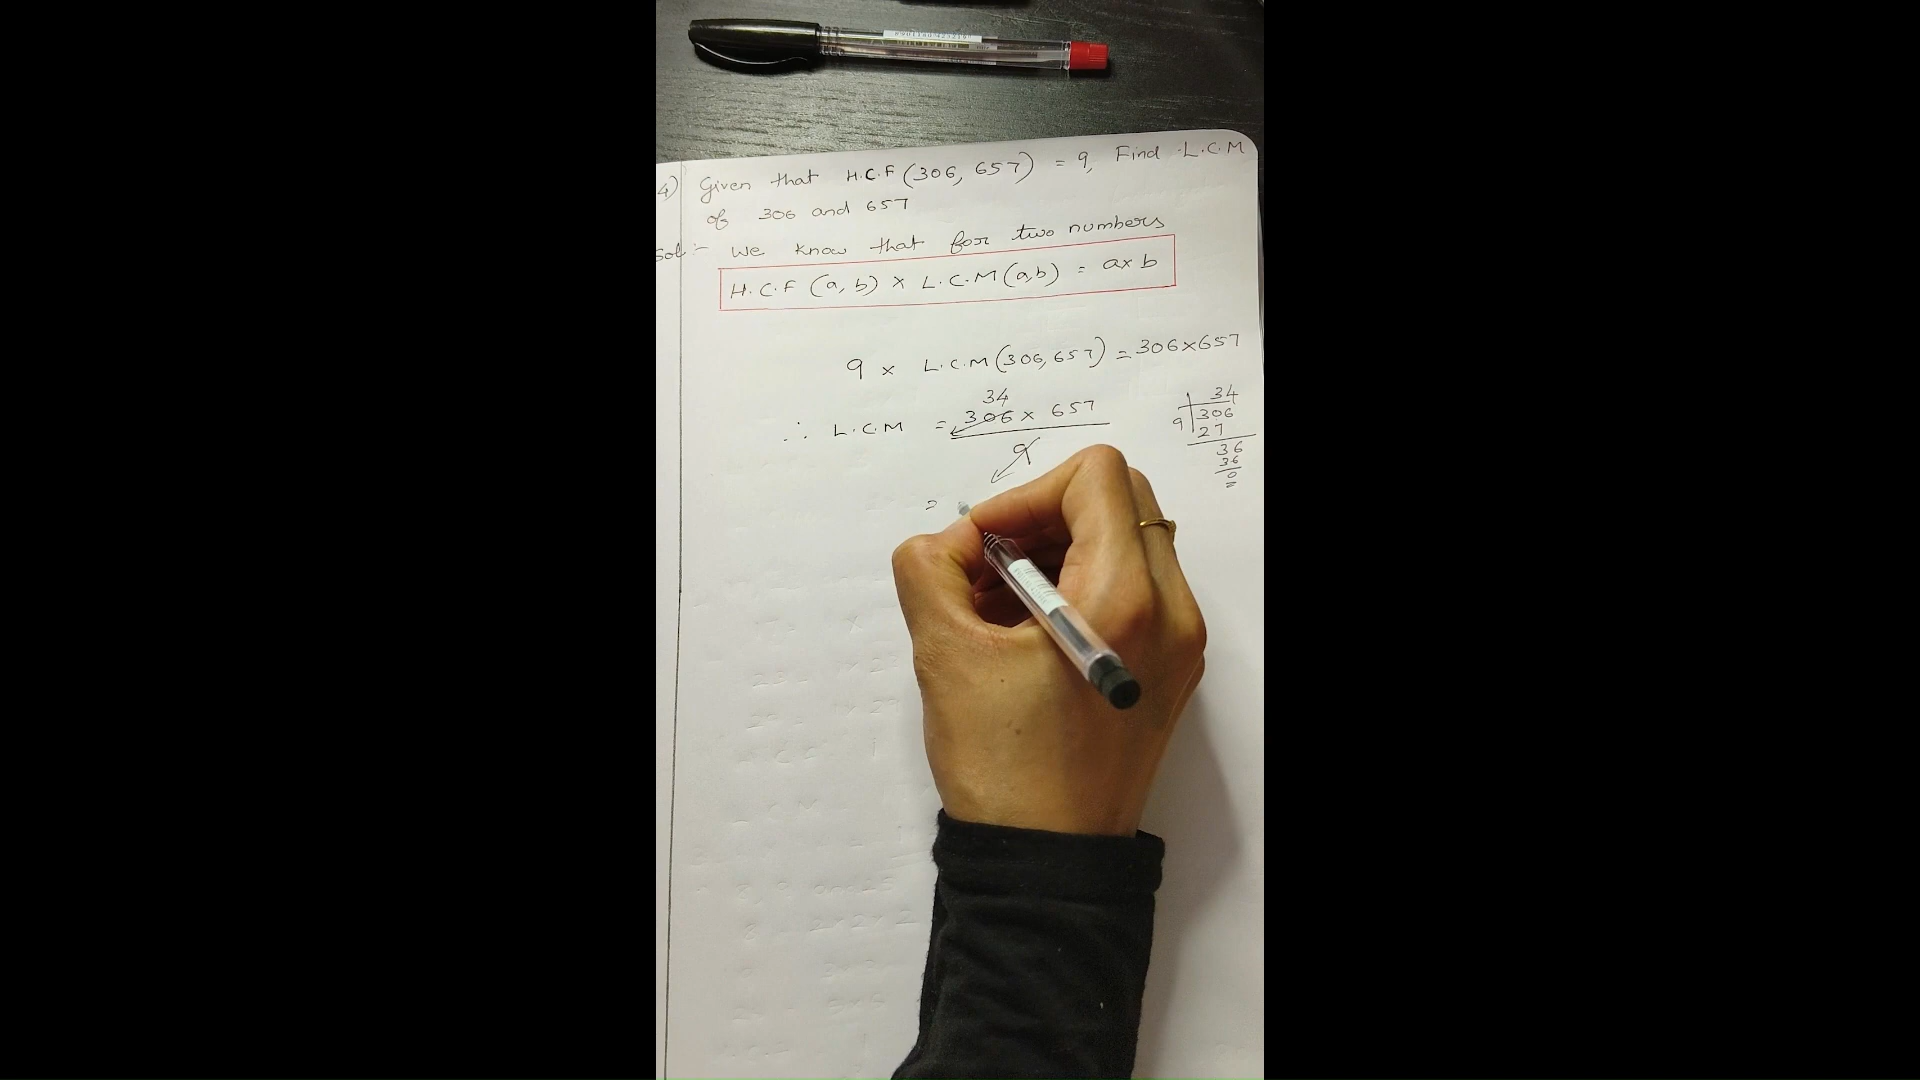 4) Given that H.C.F (306, 657) = 9, Find L.C.M
of 306 and 657
Sol:- We know that for two numbers
H.C.F (a, b) × L.C.M (a,b) = a×b
9 × L.C.M (306,657) = 306×657
34
∴ L.C.M = 306 × 657
9
=
34
9 306
27
36
36
0